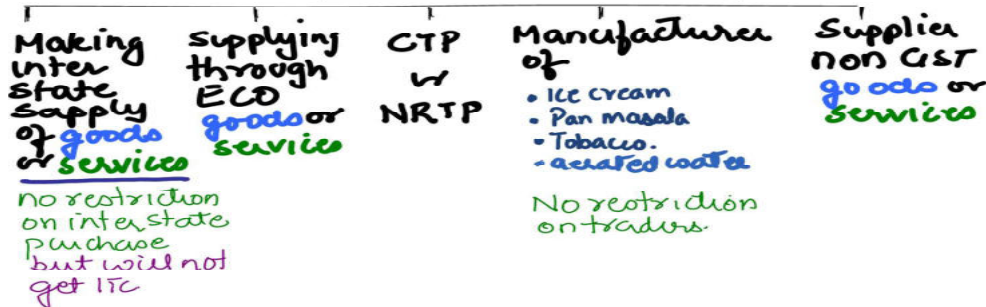 Making
inter
state
supply
of goods
or services
no restriction
on interstate
purchase
but will not
get ITC
Supplying
through
ECO
goods or
services
CTP
or
NRTP
Manufacturer
of
• Ice cream
• Pan masala
• Tobacco.
• aerated water
No restriction
on traders.
Supplier
non GST
goods or
services